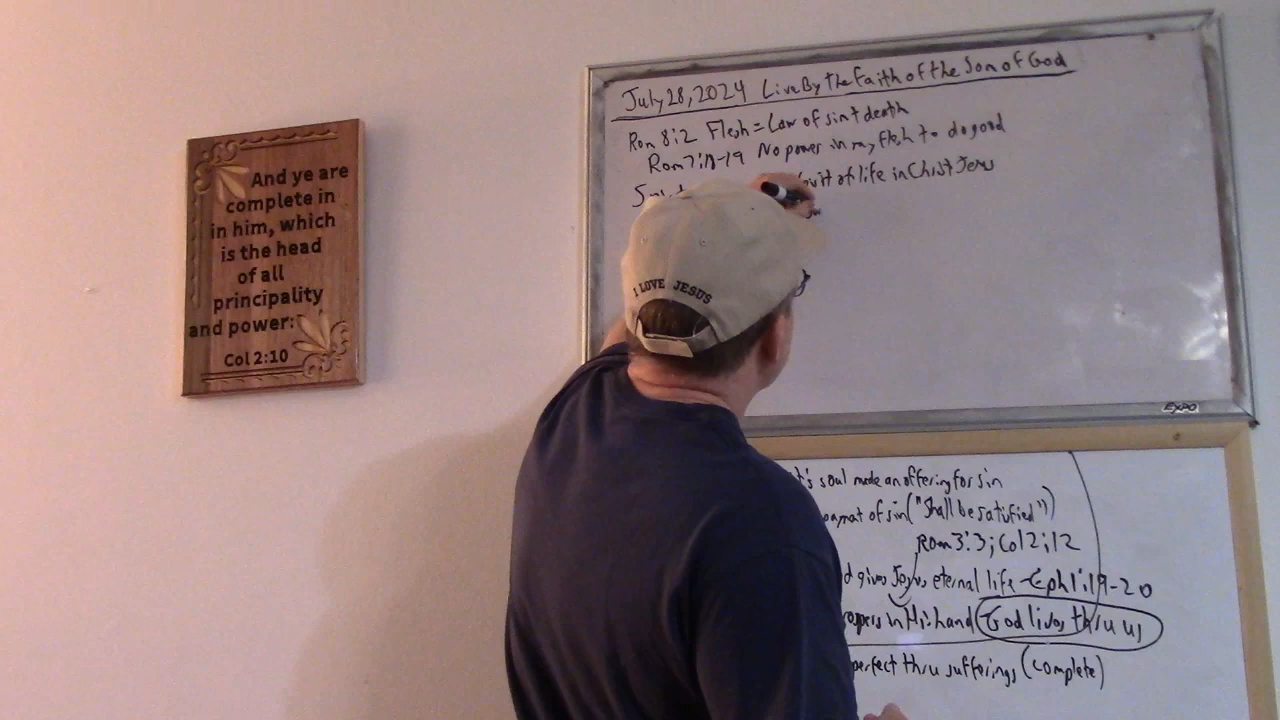 And ye are
complete in
in him, which
is the head
of all
principality
and power:
Col 2:10
July 28, 2024 Live By the Faith of the Son of God
Rom 8:2 Flesh = Law of sin + death
Rom 7:18-19 No power in my flesh to do good
of life in Christ Jesus
I LOVE JESUS
EXPO
soul made an offering for sin
of sin ("Shall be satisfied")
Rom 3:3; Col 2:12
gives Jesus eternal life - Eph 1:19-20
in His hand God lives thru us
perfect thru sufferings (complete)